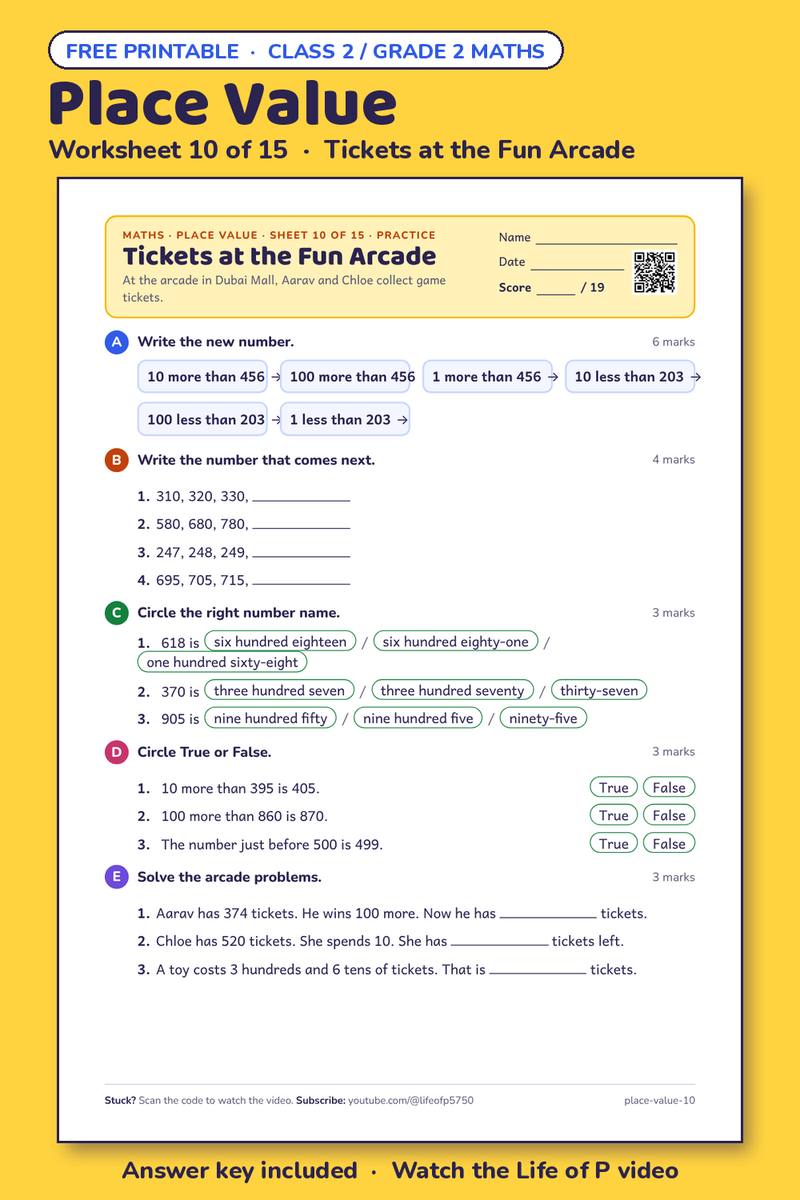 FREE PRINTABLE · CLASS 2 / GRADE 2 MATHS
Place Value
Worksheet 10 of 15 · Tickets at the Fun Arcade
MATHS · PLACE VALUE · SHEET 10 OF 15 · PRACTICE
Tickets at the Fun Arcade
At the arcade in Dubai Mall, Aarav and Chloe collect game
tickets.
Name ____________
Date ____________
Score ______ / 19
A Write the new number. 6 marks
10 more than 456 → 100 more than 456 1 more than 456 → 10 less than 203 →
100 less than 203 → 1 less than 203 →
B Write the number that comes next. 4 marks
1. 310, 320, 330, ____________
2. 580, 680, 780, ____________
3. 247, 248, 249, ____________
4. 695, 705, 715, ____________
C Circle the right number name. 3 marks
1. 618 is six hundred eighteen / six hundred eighty-one /
one hundred sixty-eight
2. 370 is three hundred seven / three hundred seventy / thirty-seven
3. 905 is nine hundred fifty / nine hundred five / ninety-five
D Circle True or False. 3 marks
1. 10 more than 395 is 405. True False
2. 100 more than 860 is 870. True False
3. The number just before 500 is 499. True False
E Solve the arcade problems. 3 marks
1. Aarav has 374 tickets. He wins 100 more. Now he has ____________ tickets.
2. Chloe has 520 tickets. She spends 10. She has ____________ tickets left.
3. A toy costs 3 hundreds and 6 tens of tickets. That is ____________ tickets.
Stuck? Scan the code to watch the video. Subscribe: youtube.com/@lifeofp5750 place-value-10
Answer key included · Watch the Life of P video